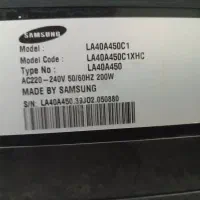 SAMSUNG
Model : LA40A450C1
Model Code : LA40A450C1XHC
Type No : LA40A450
AC220-240V 50/60HZ 200W
MADE BY SAMSUNG
S/N. LA40A450.39J02.050860